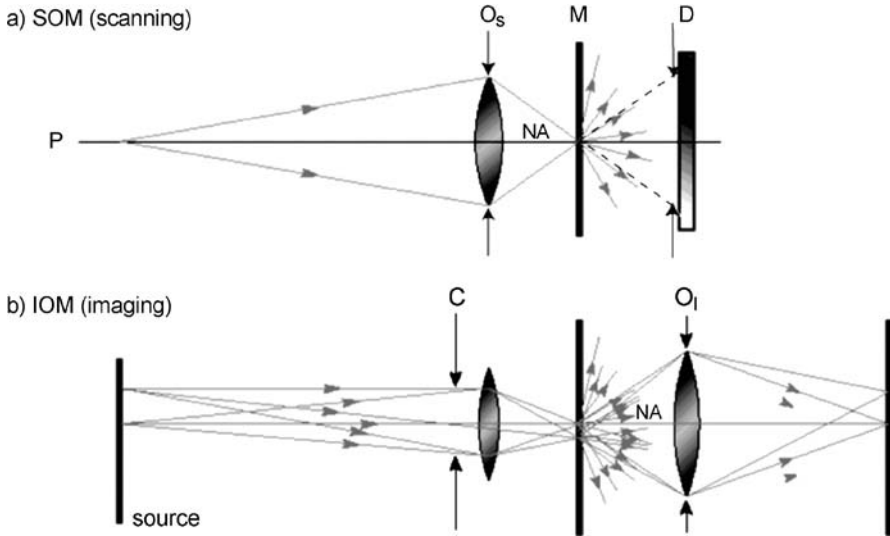 a) SOM (scanning)
Os M D
P NA
b) IOM (imaging)
C OI
NA
source